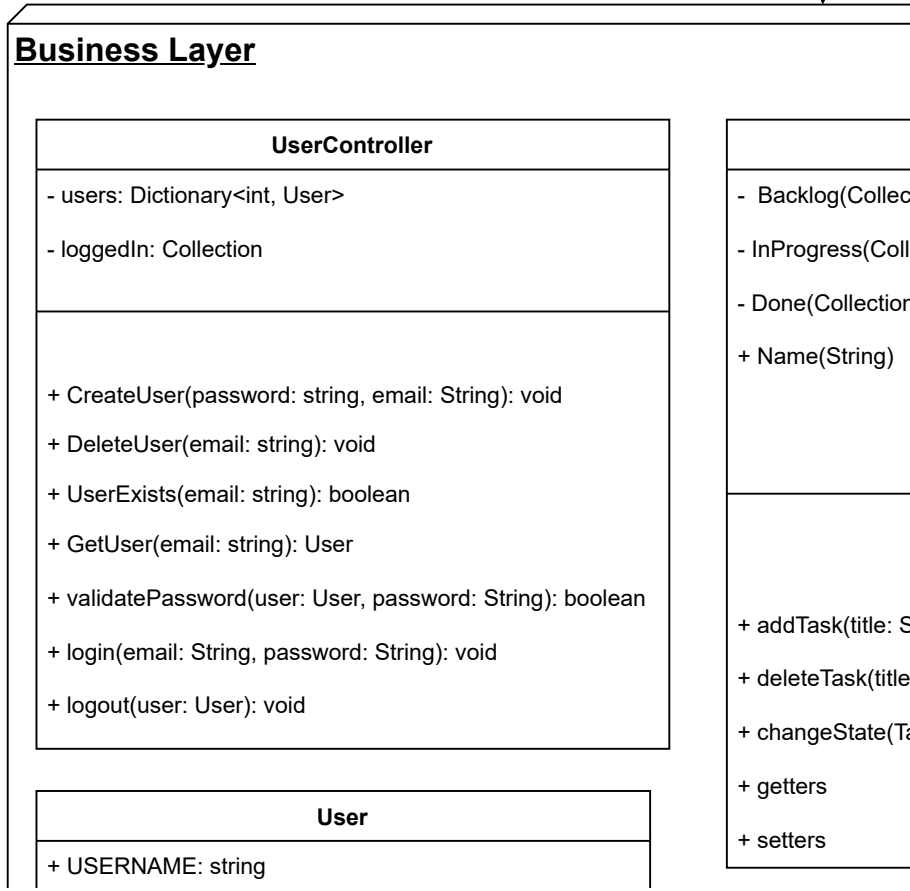 Business Layer
UserController
- users: Dictionary<int, User>
- loggedIn: Collection
+ CreateUser(password: string, email: String): void
+ DeleteUser(email: string): void
+ UserExists(email: string): boolean
+ GetUser(email: string): User
+ validatePassword(user: User, password: String): boolean
+ login(email: String, password: String): void
+ logout(user: User): void
User
+ USERNAME: string
- Backlog(Collec
- InProgress(Coll
- Done(Collection
+ Name(String)
+ addTask(title: S
+ deleteTask(title
+ changeState(Ta
+ getters
+ setters